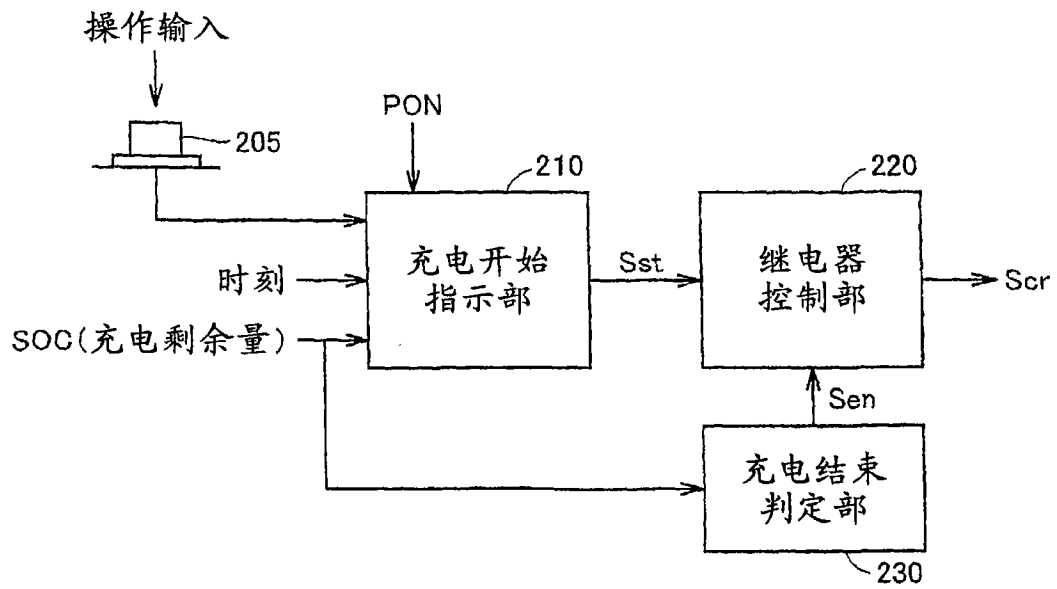 操作输入
205
PON
210
220
充电开始
指示部
Sst
继电器
控制部
Scr
时刻
SOC(充电剩余量)
Sen
充电结束
判定部
230